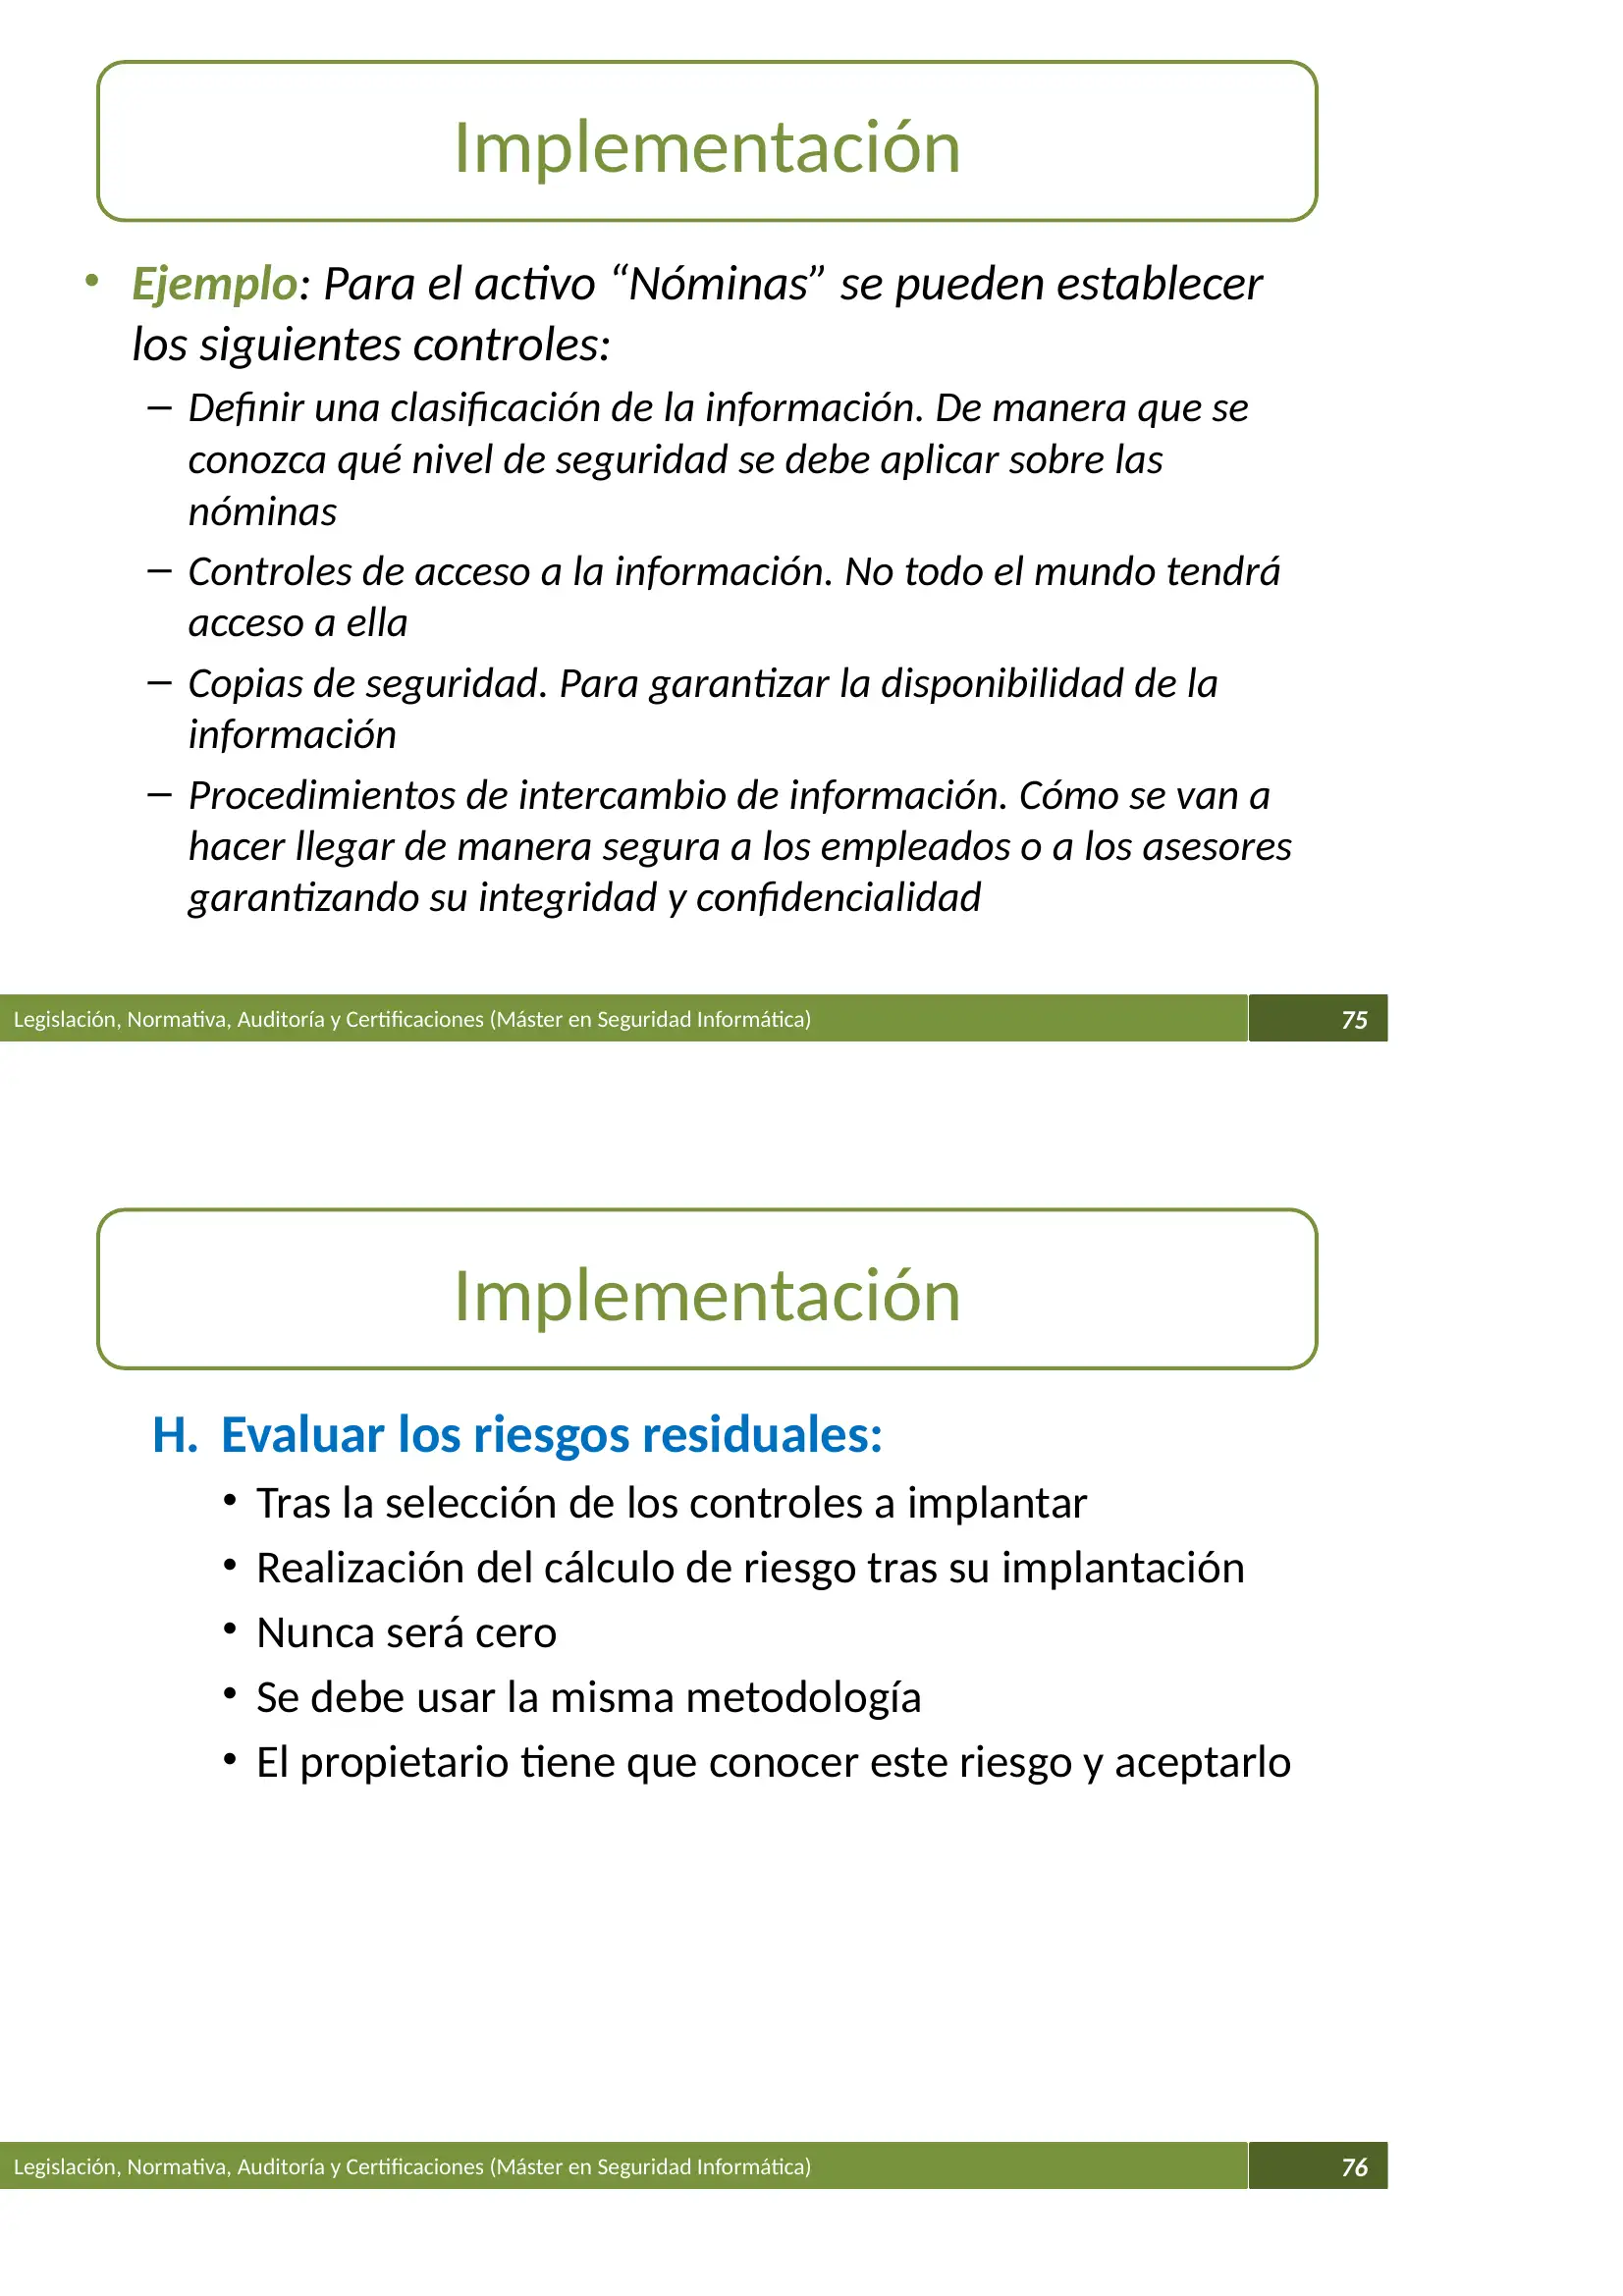 Implementación
• Ejemplo: Para el activo “Nóminas” se pueden establecer
los siguientes controles:
– Definir una clasificación de la información. De manera que se
conozca qué nivel de seguridad se debe aplicar sobre las
nóminas
– Controles de acceso a la información. No todo el mundo tendrá
acceso a ella
– Copias de seguridad. Para garantizar la disponibilidad de la
información
– Procedimientos de intercambio de información. Cómo se van a
hacer llegar de manera segura a los empleados o a los asesores
garantizando su integridad y confidencialidad
Legislación, Normativa, Auditoría y Certificaciones (Máster en Seguridad Informática) 75
Implementación
H. Evaluar los riesgos residuales:
• Tras la selección de los controles a implantar
• Realización del cálculo de riesgo tras su implantación
• Nunca será cero
• Se debe usar la misma metodología
• El propietario tiene que conocer este riesgo y aceptarlo
Legislación, Normativa, Auditoría y Certificaciones (Máster en Seguridad Informática) 76